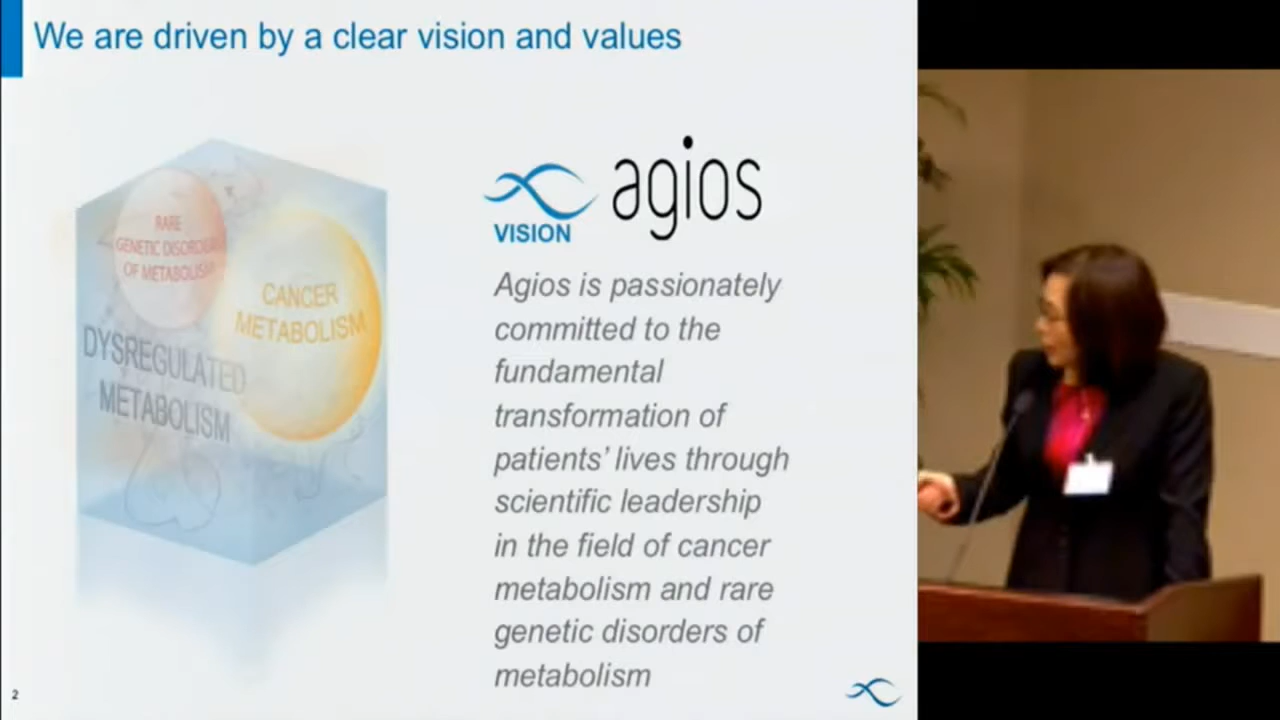 We are driven by a clear vision and values
RARE
GENETIC DISORDERS
OF METABOLISM
CANCER
METABOLISM
DYSREGULATED
METABOLISM
agios
VISION
Agios is passionately
committed to the
fundamental
transformation of
patients’ lives through
scientific leadership
in the field of cancer
metabolism and rare
genetic disorders of
metabolism
2